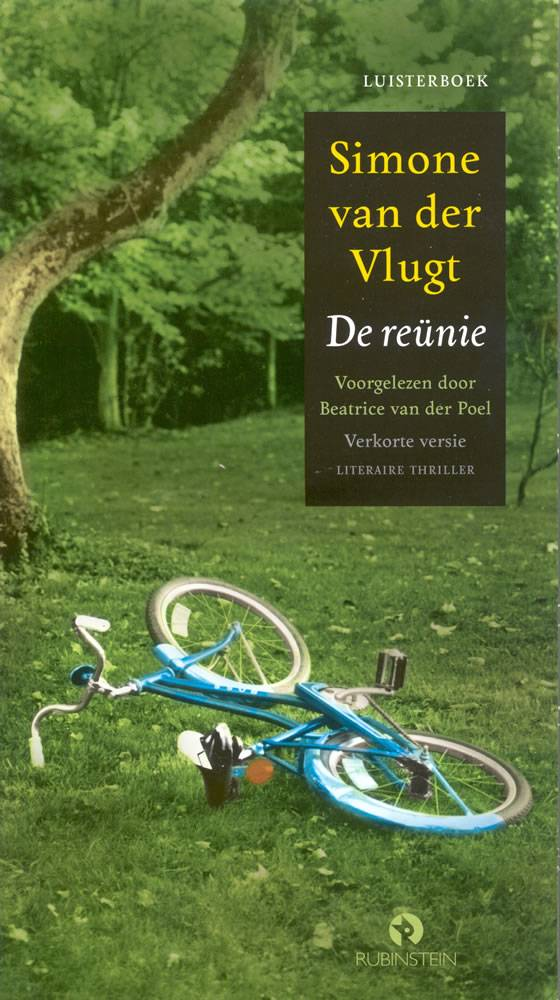 LUISTERBOEK
Simone
van der
Vlugt
De reünie
Voorgelezen door
Beatrice van der Poel
Verkorte versie
LITERAIRE THRILLER
RUBINSTEIN